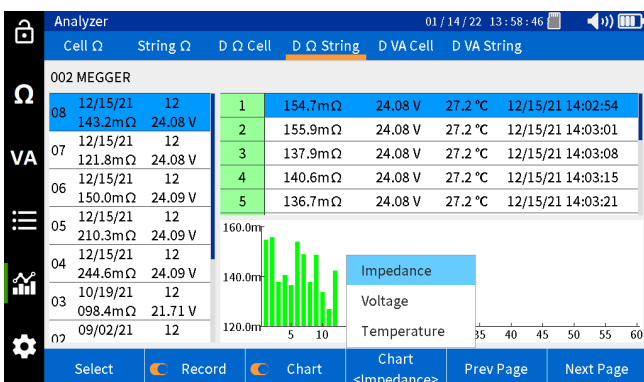 Analyzer 01/14/22 13:58:46
Cell Ω String Ω D Ω Cell D Ω String D VA Cell D VA String
002 MEGGER
Ω
VA
08 12/15/21 12
143.2mΩ 24.08 V
07 12/15/21 12
121.8mΩ 24.08 V
06 12/15/21 12
150.0mΩ 24.09 V
05 12/15/21 12
210.3mΩ 24.09 V
04 12/15/21 12
244.6mΩ 24.09 V
03 10/19/21 12
098.4mΩ 21.71 V
02 09/02/21 12
1 154.7mΩ 24.08 V 27.2 ℃ 12/15/21 14:02:54
2 155.9mΩ 24.08 V 27.2 ℃ 12/15/21 14:03:01
3 137.9mΩ 24.08 V 27.2 ℃ 12/15/21 14:03:08
4 140.6mΩ 24.08 V 27.2 ℃ 12/15/21 14:03:15
5 136.7mΩ 24.08 V 27.2 ℃ 12/15/21 14:03:21
160.0m
140.0m
120.0m
5 10 35 40 45 50 55 60
Impedance
Voltage
Temperature
Select Record Chart Chart Prev Page Next Page
<Impedance>